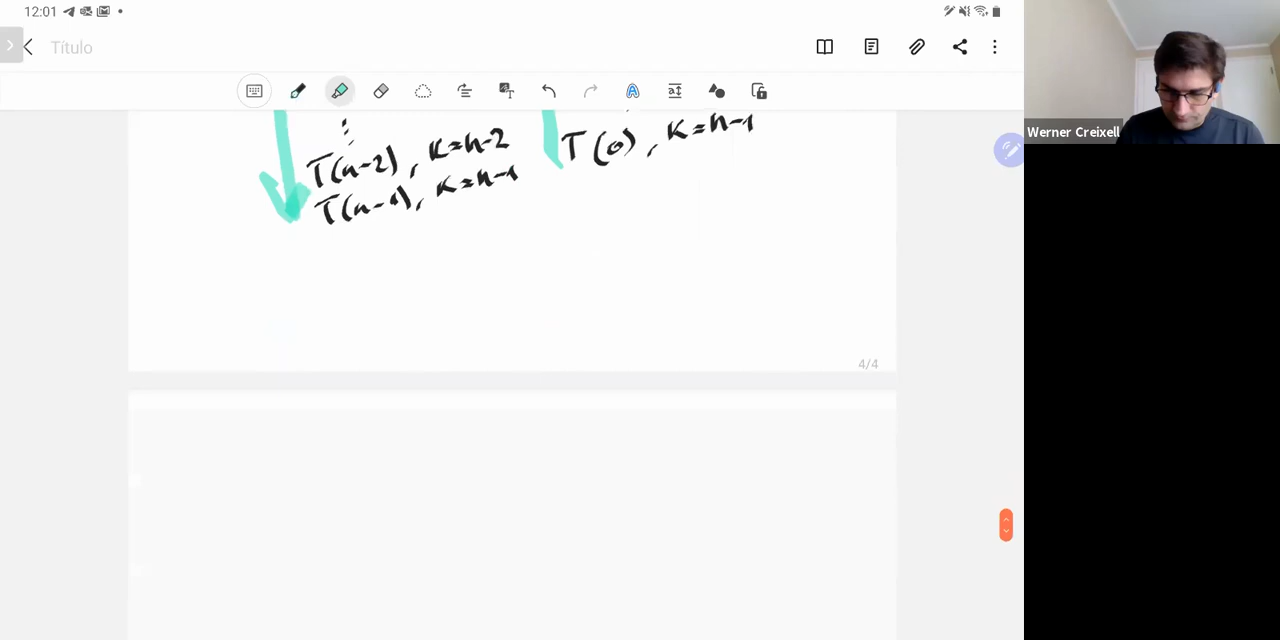 12:01
Título
T(n-2), k=n-2
T(n-1), k=n-1
T(0), k=n-1
4/4
Werner Creixell